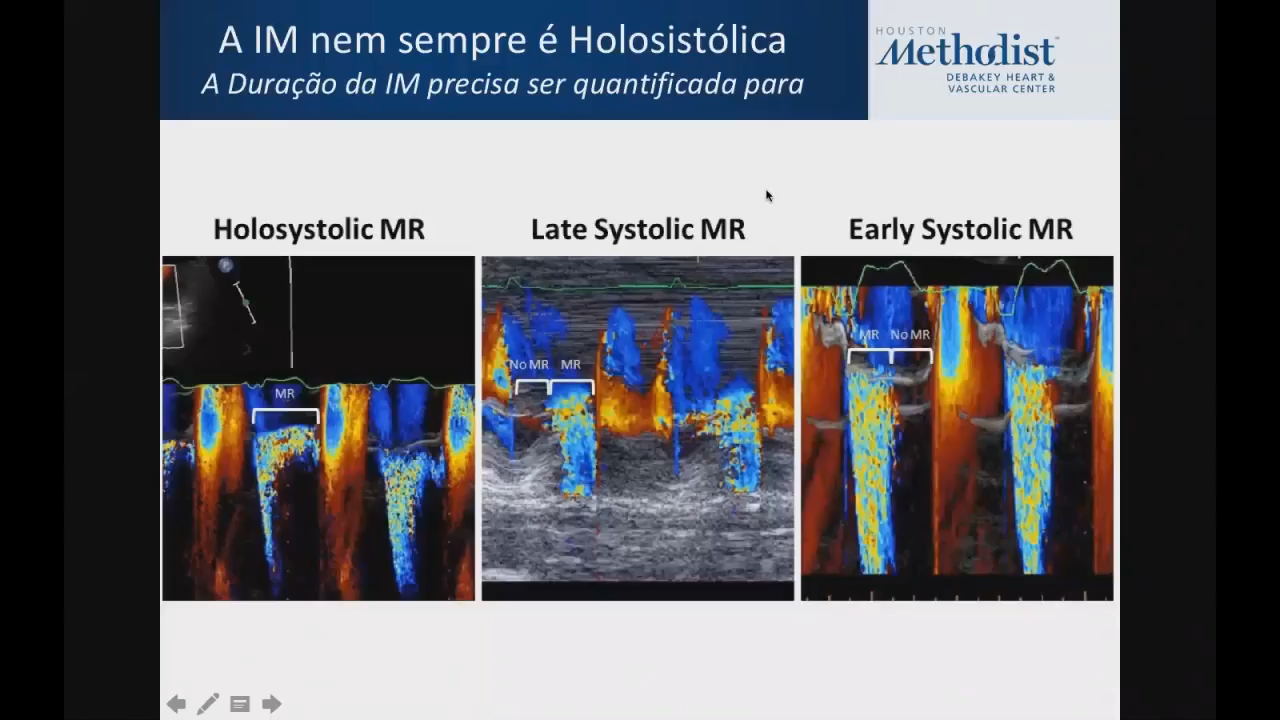 A IM nem sempre é Holosistólica
A Duração da IM precisa ser quantificada para
HOUSTON
Methodist
DEBAKEY HEART &
VASCULAR CENTER
Holosystolic MR
Late Systolic MR
Early Systolic MR
MR
No MR
MR
MR
No MR